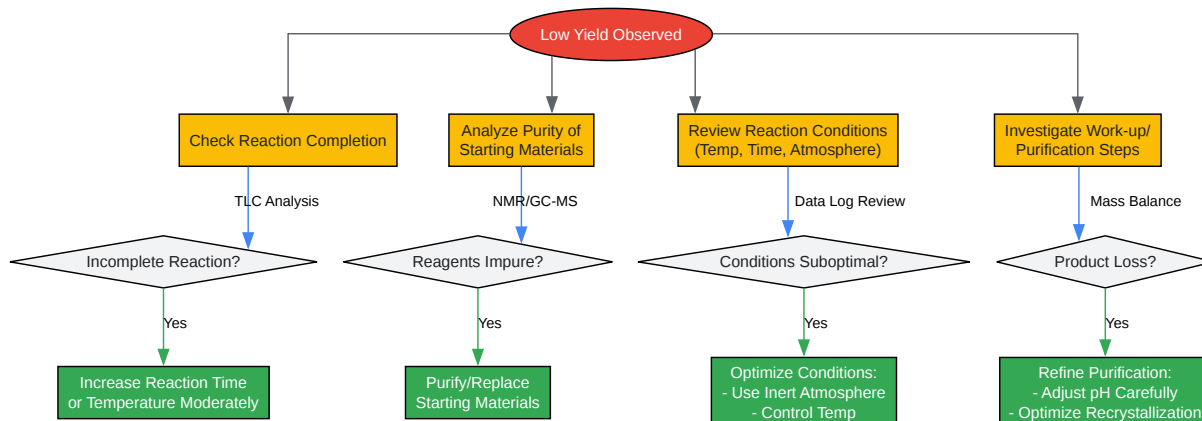 Low Yield Observed
Check Reaction Completion
Analyze Purity of
Starting Materials
Review Reaction Conditions
(Temp, Time, Atmosphere)
Investigate Work-up/
Purification Steps
TLC Analysis
NMR/GC-MS
Data Log Review
Mass Balance
Incomplete Reaction?
Reagents Impure?
Conditions Suboptimal?
Product Loss?
Yes
Yes
Yes
Yes
Increase Reaction Time
or Temperature Moderately
Purify/Replace
Starting Materials
Optimize Conditions:
- Use Inert Atmosphere
- Control Temp
Refine Purification:
- Adjust pH Carefully
- Optimize Recrystallization